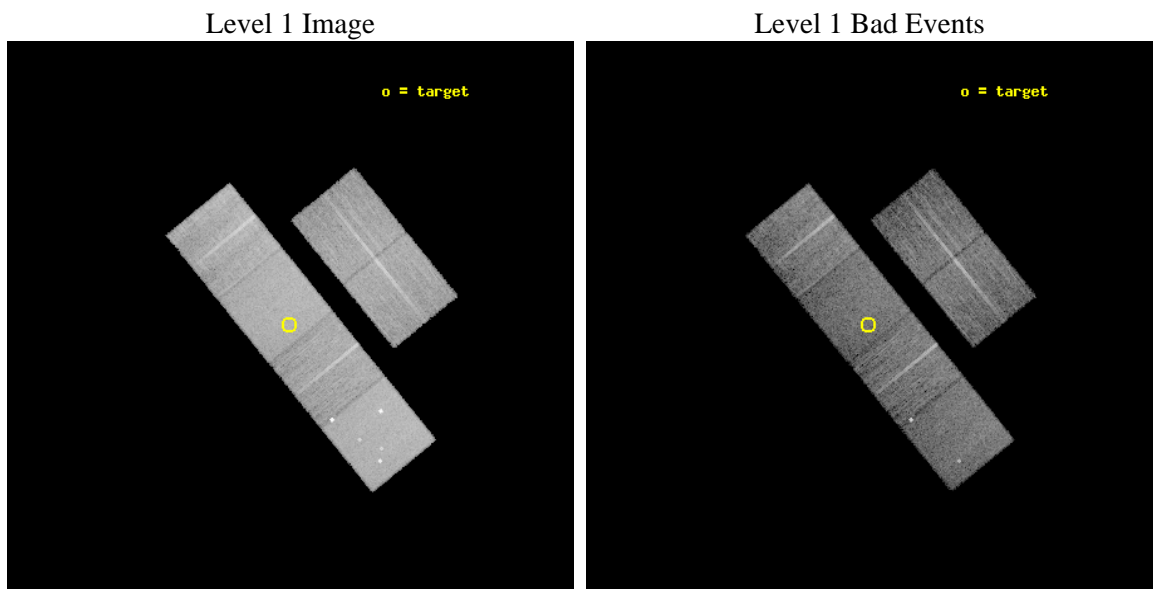 Level 1 Image
Level 1 Bad Events
o = target
o = target